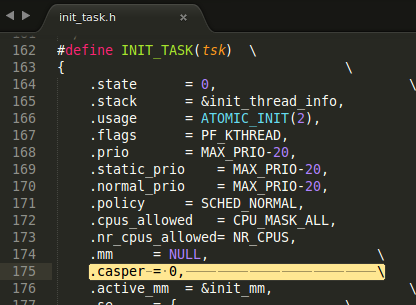 init_task.h ×
162 #define INIT_TASK(tsk) \
163 { \
164 .state = 0, \
165 .stack = &init_thread_info,
166 .usage = ATOMIC_INIT(2),
167 .flags = PF_KTHREAD,
168 .prio = MAX_PRIO-20,
169 .static_prio = MAX_PRIO-20,
170 .normal_prio = MAX_PRIO-20,
171 .policy = SCHED_NORMAL,
172 .cpus_allowed = CPU_MASK_ALL,
173 .nr_cpus_allowed= NR_CPUS,
174 .mm = NULL, \
175 .casper = 0, \
176 .active_mm = &init_mm, \